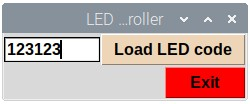 LED ...roller
123123
Load LED code
Exit